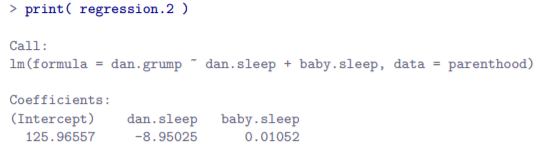 > print( regression.2 )
Call:
lm(formula = dan.grump ~ dan.sleep + baby.sleep, data = parenthood)
Coefficients:
(Intercept) dan.sleep baby.sleep
125.96557 -8.95025 0.01052